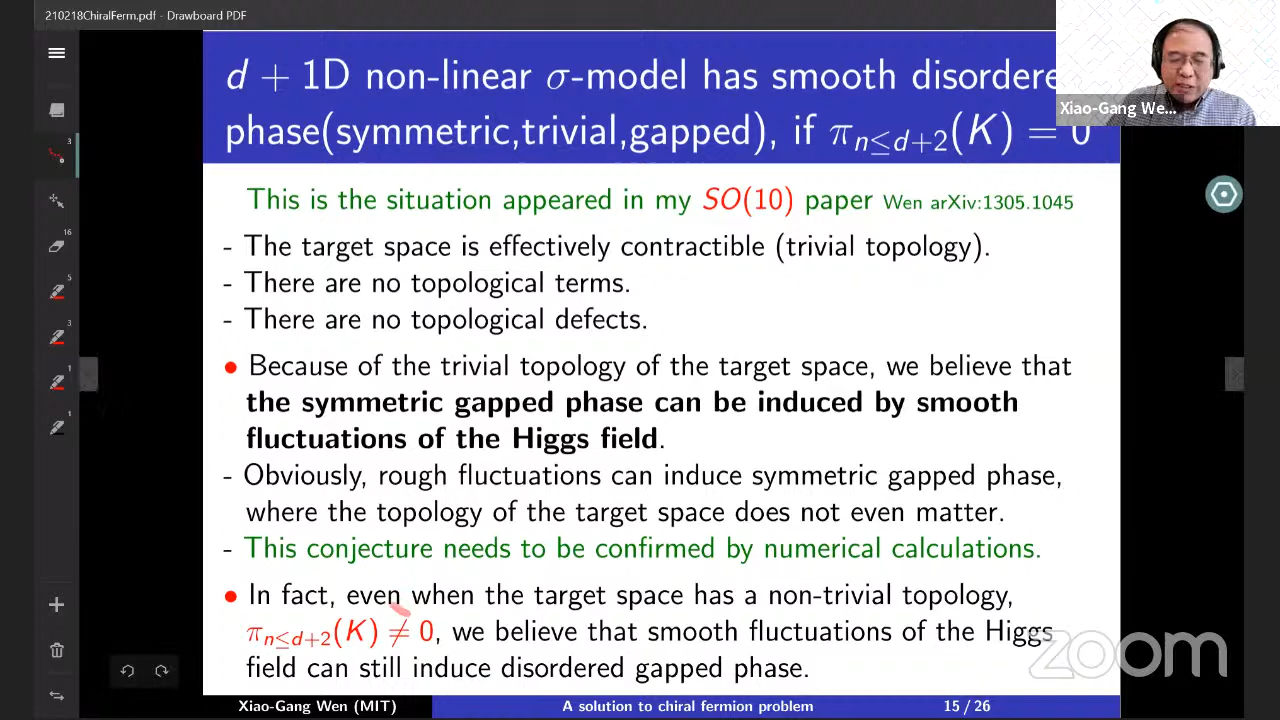 210218ChiralFerm.pdf - Drawboard PDF
d + 1D non-linear σ-model has smooth disordere
phase(symmetric,trivial,gapped), if π_{n≤d+2}(K) = 0
Xiao-Gang We...
This is the situation appeared in my SO(10) paper Wen arXiv:1305.1045
- The target space is effectively contractible (trivial topology).
- There are no topological terms.
- There are no topological defects.
• Because of the trivial topology of the target space, we believe that
the symmetric gapped phase can be induced by smooth
fluctuations of the Higgs field.
- Obviously, rough fluctuations can induce symmetric gapped phase,
where the topology of the target space does not even matter.
- This conjecture needs to be confirmed by numerical calculations.
• In fact, even when the target space has a non-trivial topology,
π_{n≤d+2}(K) ≠ 0, we believe that smooth fluctuations of the Higgs
field can still induce disordered gapped phase.
zoom
Xiao-Gang Wen (MIT) A solution to chiral fermion problem 15 / 26
3
16
5
3
1
1